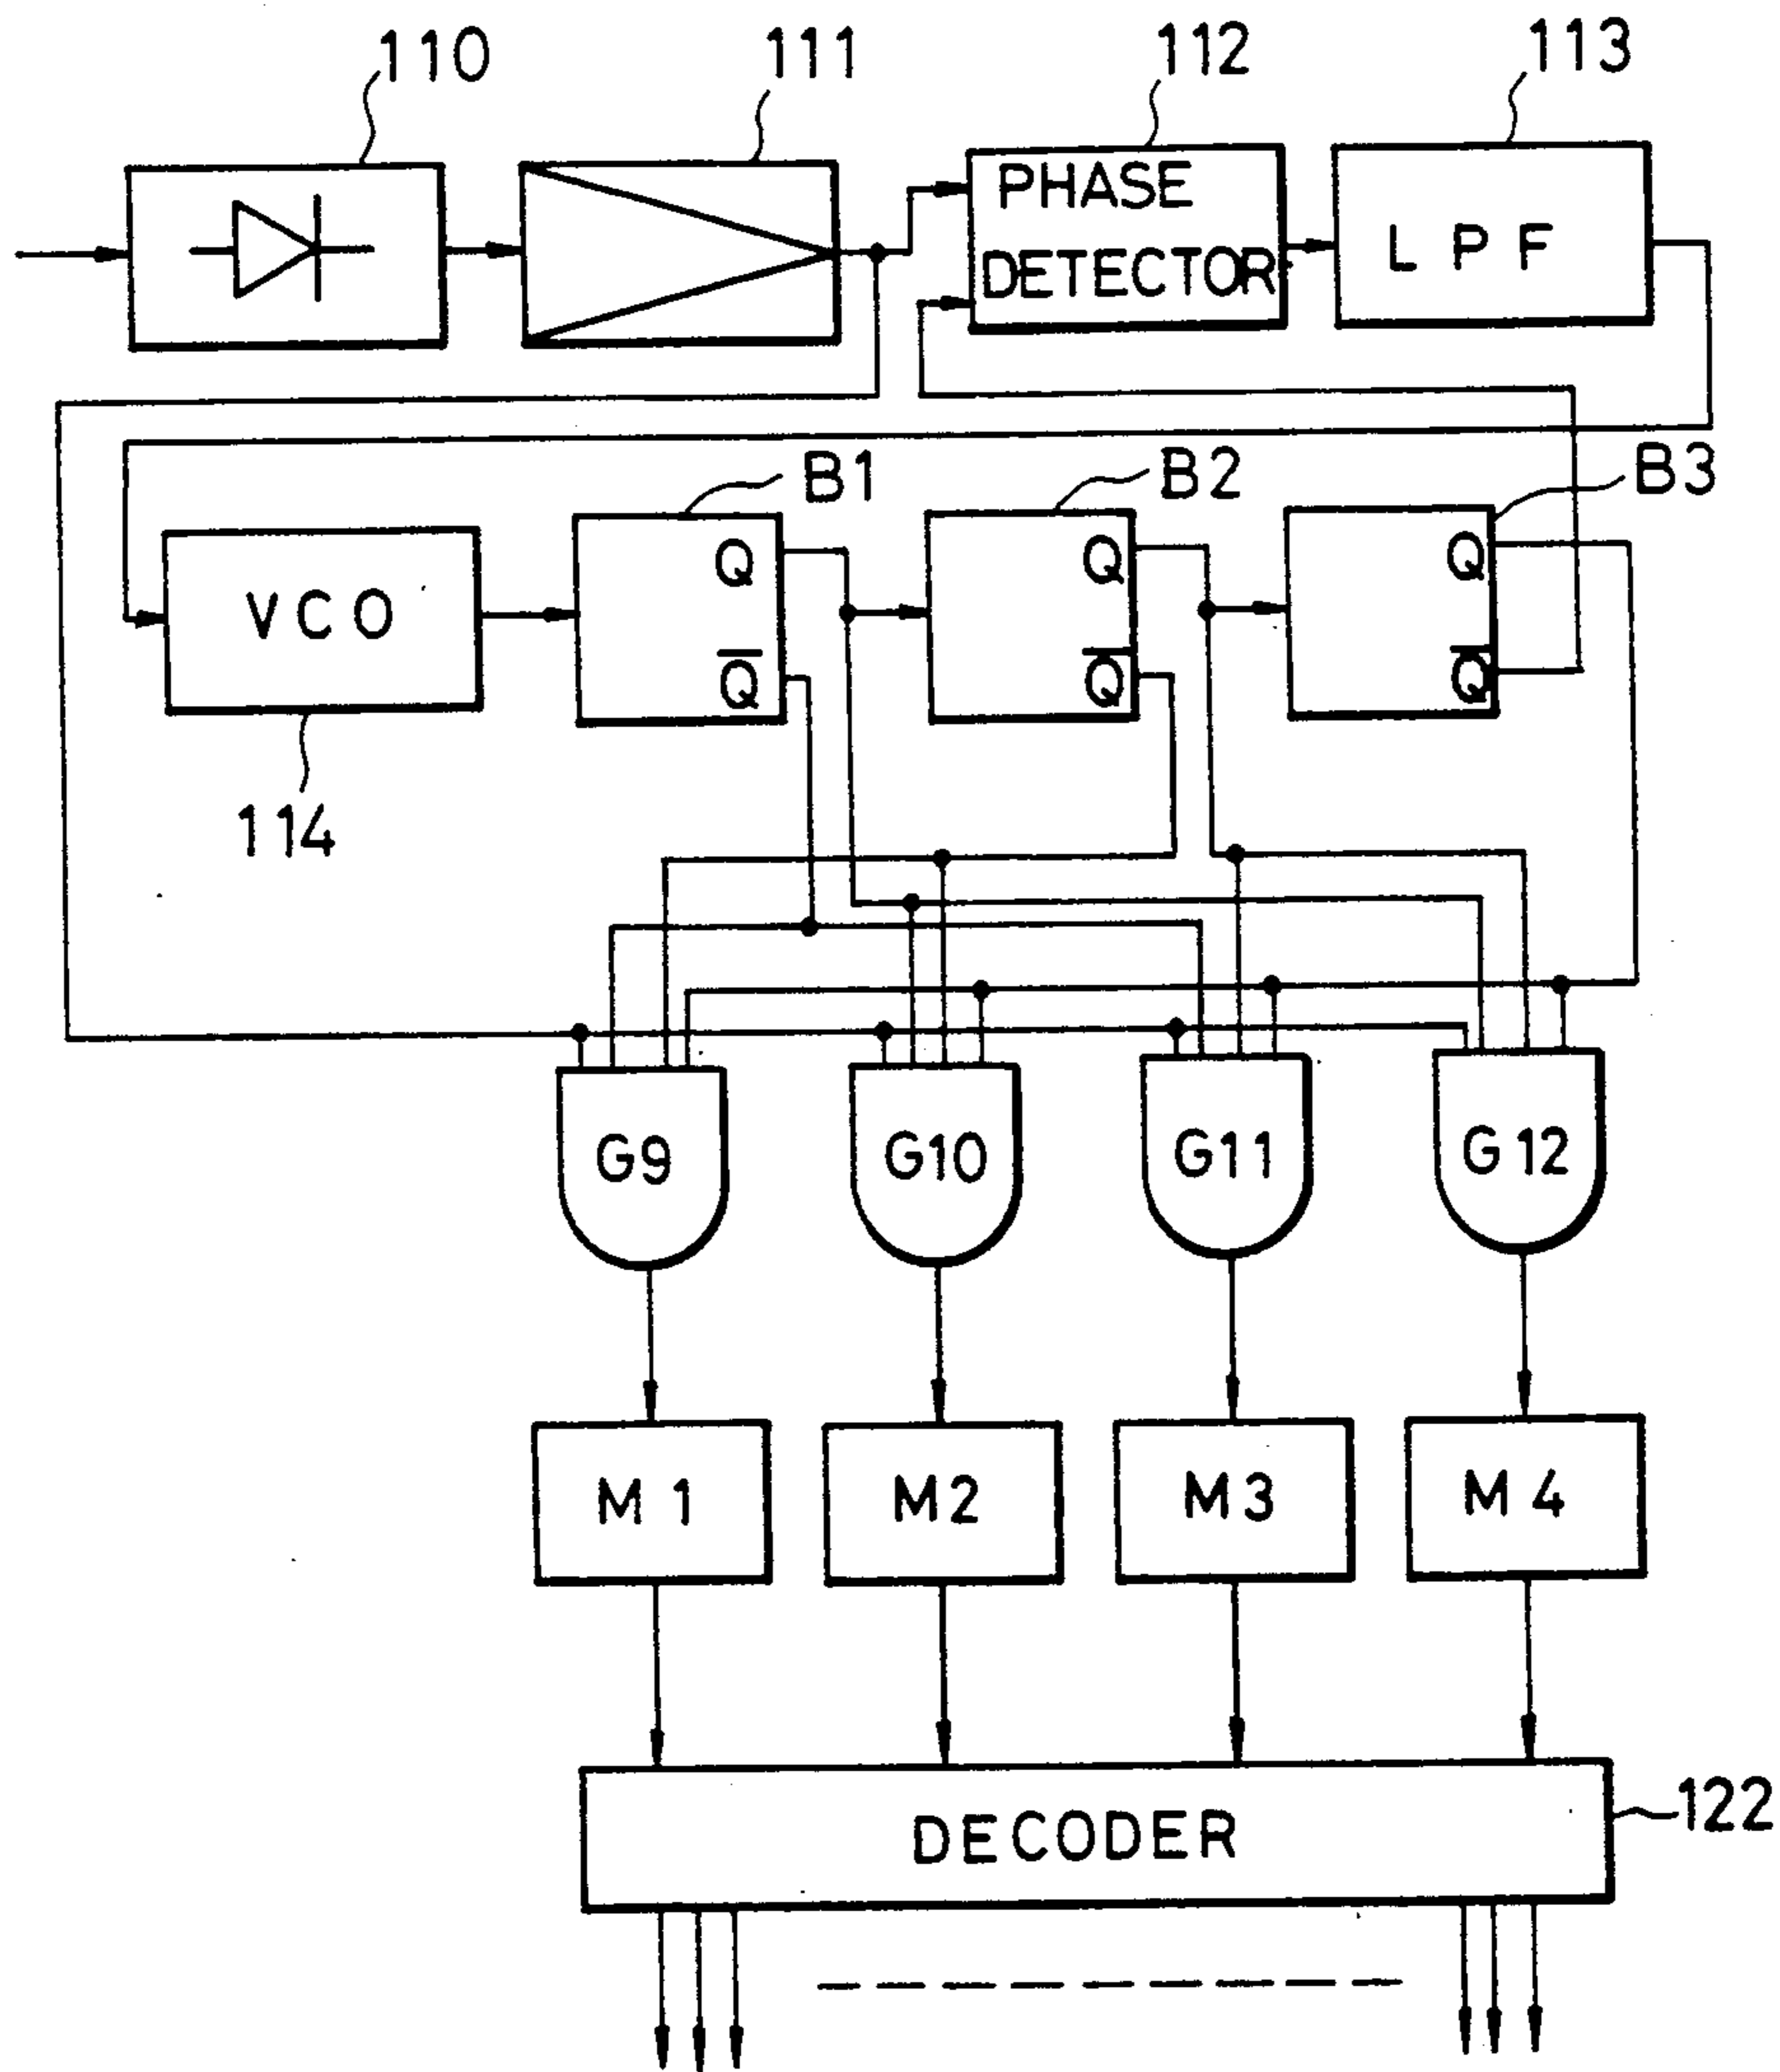 110
111
112
113
PHASE
DETECTOR
L P F
B1
B2
B3
VCO
Q
Q̅
Q
Q̅
Q
Q̅
114
G9
G10
G11
G12
M1
M2
M3
M4
DECODER
122